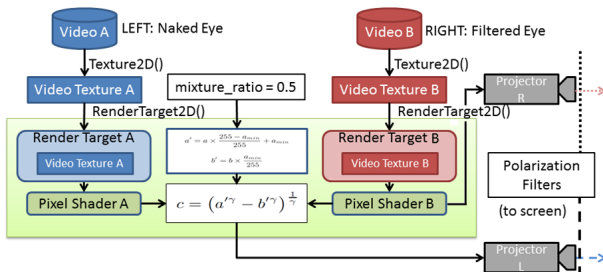 Video A
LEFT: Naked Eye
Video B
RIGHT: Filtered Eye
Texture2D()
Texture2D()
Video Texture A
mixture_ratio = 0.5
Video Texture B
Projector
R
RenderTarget2D()
RenderTarget2D()
Render Target A
Video Texture A
a' = a × (255 − a_min)/255 + a_min
b' = b × a_min/255
Render Target B
Video Texture B
Polarization
Filters
(to screen)
Pixel Shader A
c = (a'^γ − b'^γ)^(1/γ)
Pixel Shader B
Projector
L